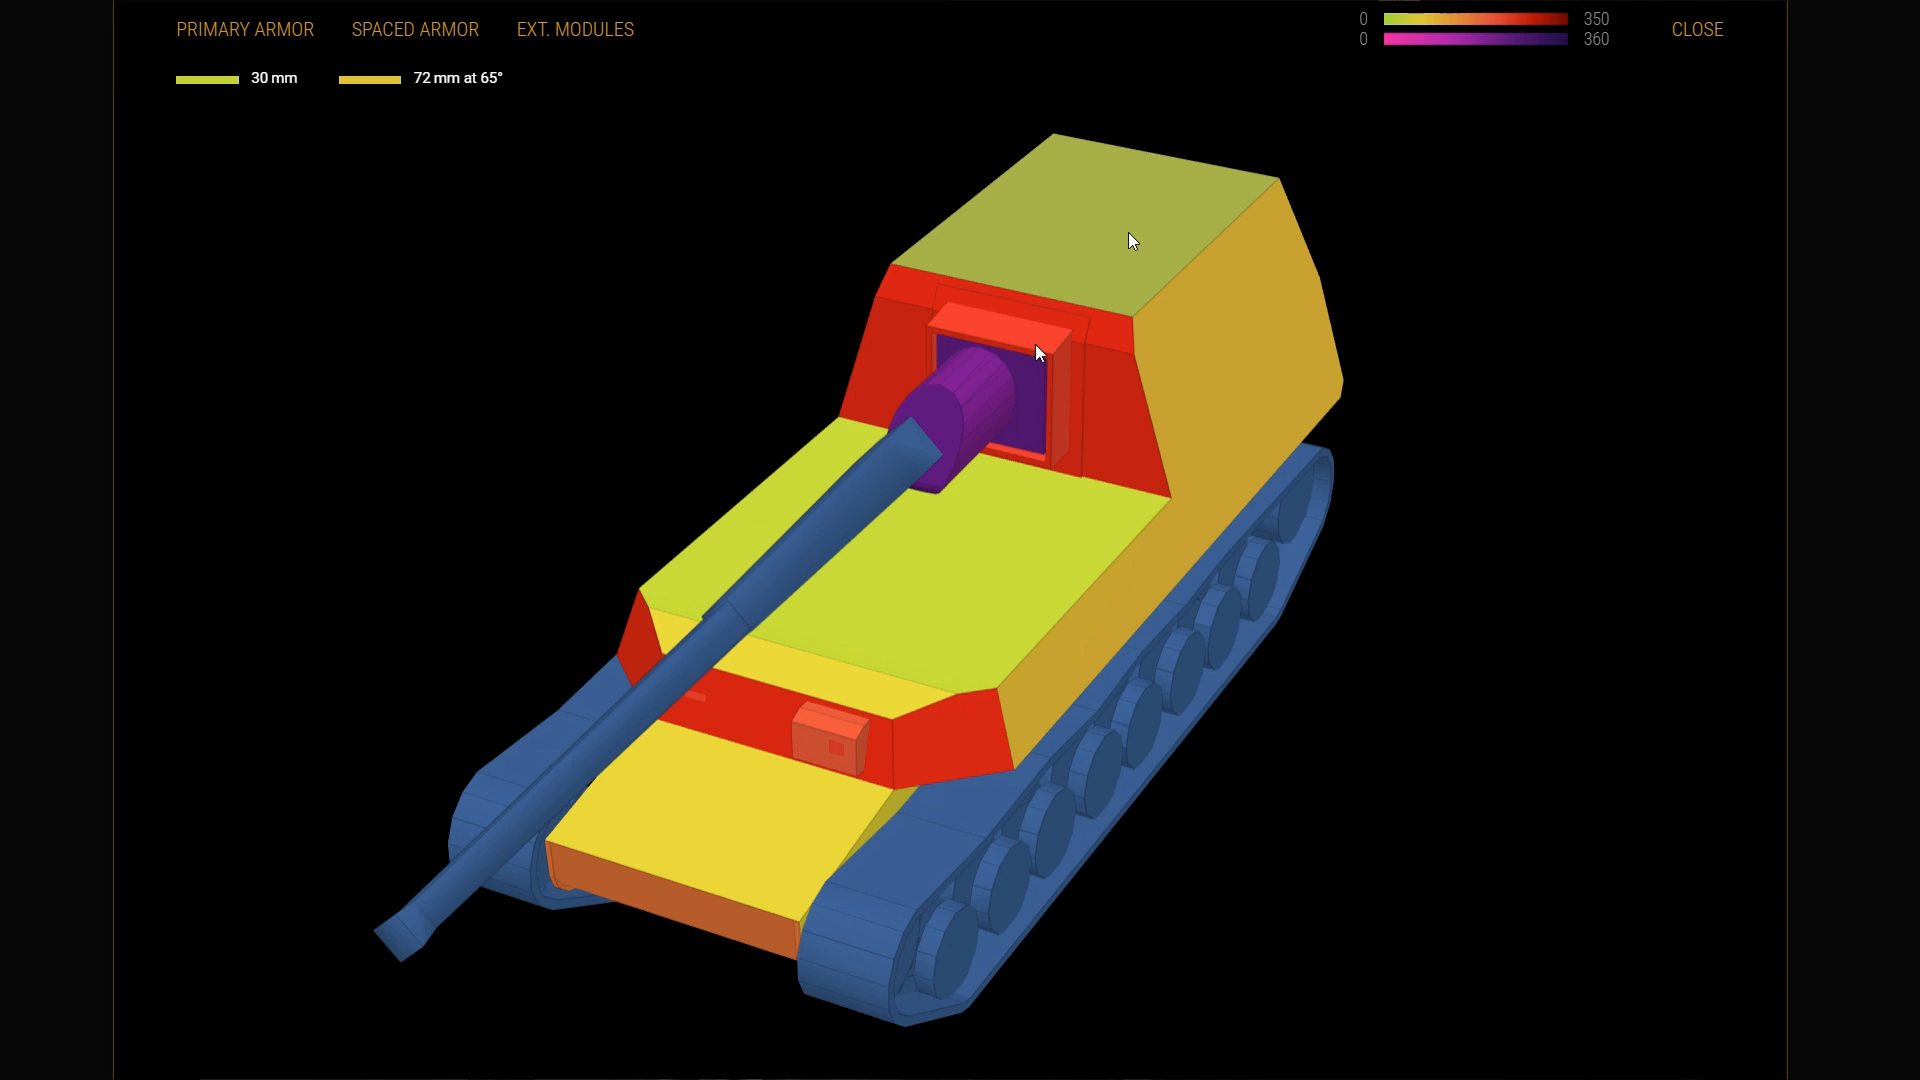 PRIMARY ARMOR SPACED ARMOR EXT. MODULES 0 350 CLOSE
0 360
30 mm 72 mm at 65°